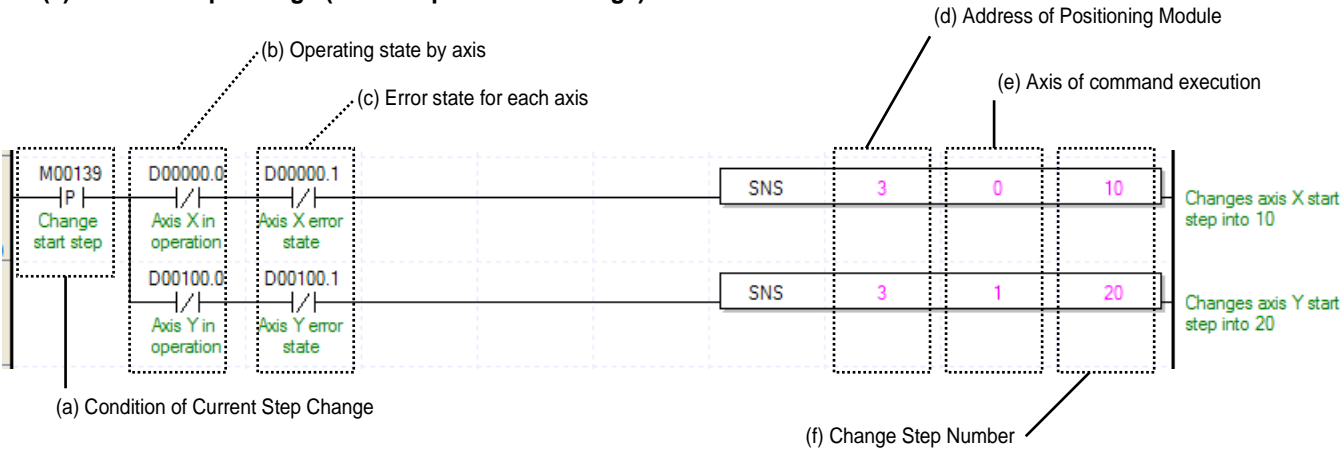 (d) Address of Positioning Module
(b) Operating state by axis
(e) Axis of command execution
(c) Error state for each axis
M00139
D00000.0
D00000.1
P
SNS
3
0
10
Change
start step
Axis X in
operation
Axis X error
state
Changes axis X start
step into 10
D00100.0
D00100.1
SNS
3
1
20
Axis Y in
operation
Axis Y error
state
Changes axis Y start
step into 20
(a) Condition of Current Step Change
(f) Change Step Number